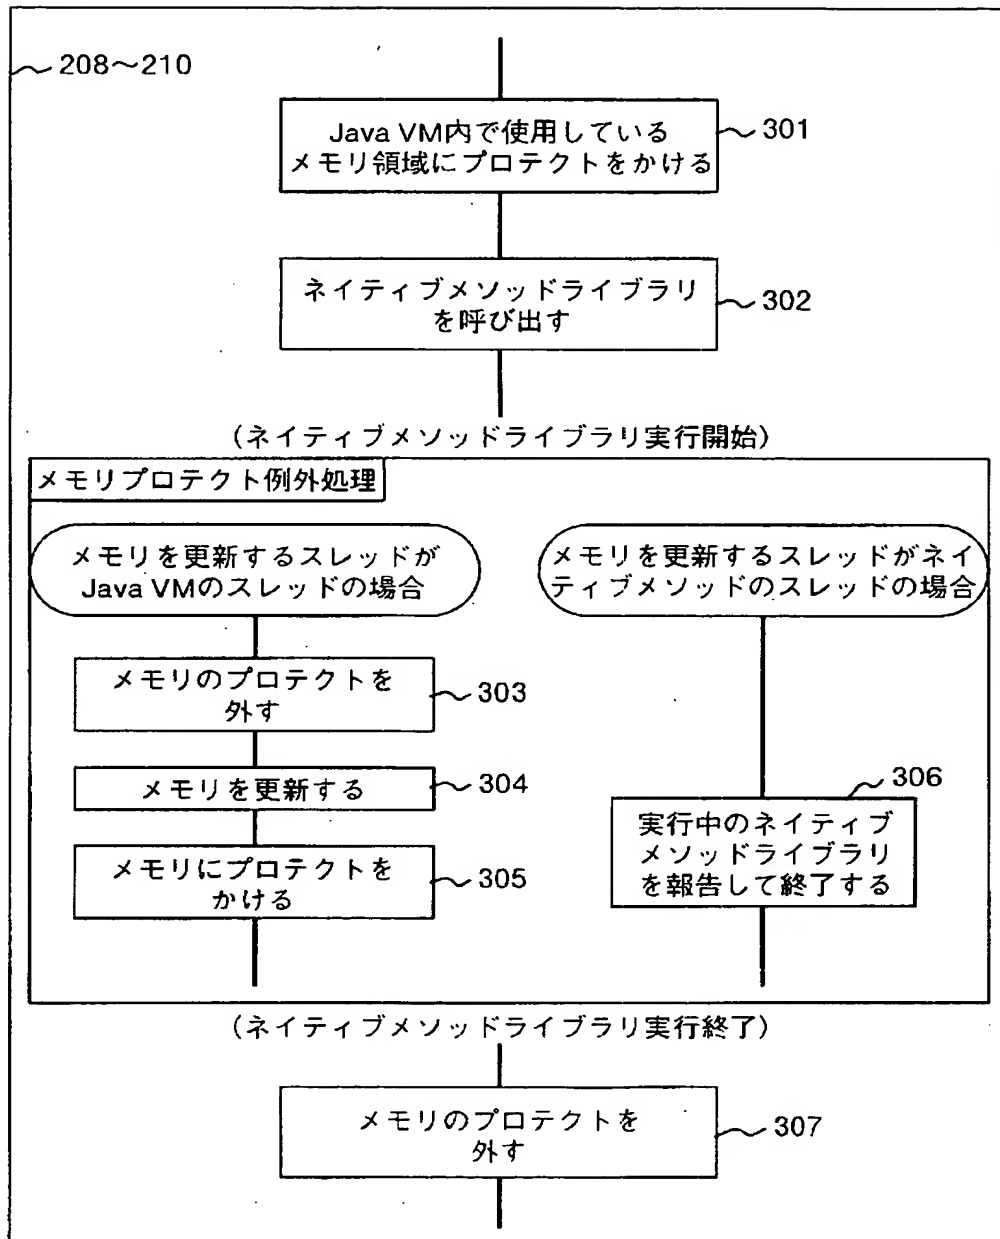 208～210
Java VM内で使用している
メモリ領域にプロテクトをかける
301
ネイティブメソッドライブラリ
を呼び出す
302
(ネイティブメソッドライブラリ実行開始)
メモリプロテクト例外処理
メモリを更新するスレッドが
Java VMのスレッドの場合
メモリを更新するスレッドがネイ
ティブメソッドのスレッドの場合
メモリのプロテクトを
外す
303
メモリを更新する
304
メモリにプロテクトを
かける
305
306
実行中のネイティブ
メソッドライブラリ
を報告して終了する
(ネイティブメソッドライブラリ実行終了)
メモリのプロテクトを
外す
307